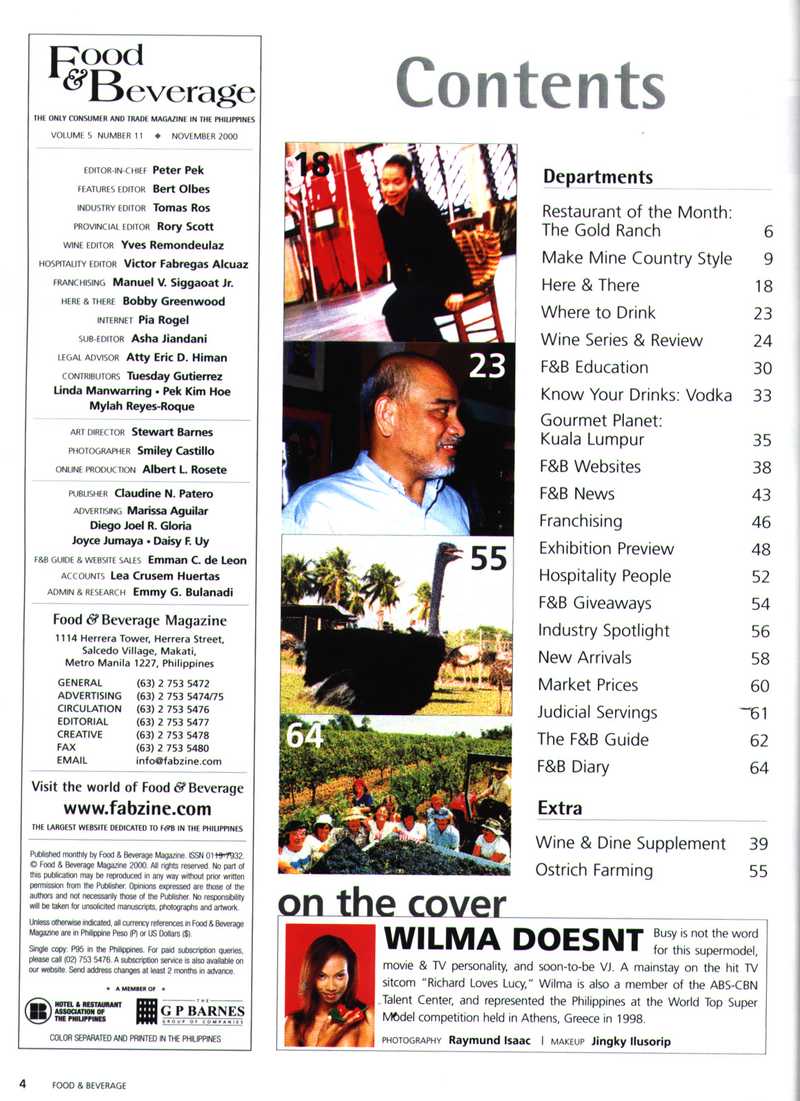 Food
& Beverage
THE ONLY CONSUMER AND TRADE MAGAZINE IN THE PHILIPPINES
VOLUME 5 NUMBER 11 ◆ NOVEMBER 2000
EDITOR-IN-CHIEF Peter Pek
FEATURES EDITOR Bert Olbes
INDUSTRY EDITOR Tomas Ros
PROVINCIAL EDITOR Rory Scott
WINE EDITOR Yves Remondeulaz
HOSPITALITY EDITOR Victor Fabregas Alcuaz
FRANCHISING Manuel V. Siggaoat Jr.
HERE & THERE Bobby Greenwood
INTERNET Pia Rogel
SUB-EDITOR Asha Jiandani
LEGAL ADVISOR Atty Eric D. Himan
CONTRIBUTORS Tuesday Gutierrez
Linda Manwarring • Pek Kim Hoe
Mylah Reyes-Roque
ART DIRECTOR Stewart Barnes
PHOTOGRAPHER Smiley Castillo
ONLINE PRODUCTION Albert L. Rosete
PUBLISHER Claudine N. Patero
ADVERTISING Marissa Aguilar
Diego Joel R. Gloria
Joyce Jumaya • Daisy F. Uy
F&B GUIDE & WEBSITE SALES Emman C. de Leon
ACCOUNTS Lea Crusem Huertas
ADMIN & RESEARCH Emmy G. Bulanadi
Food & Beverage Magazine
1114 Herrera Tower, Herrera Street,
Salcedo Village, Makati,
Metro Manila 1227, Philippines
GENERAL (63) 2 753 5472
ADVERTISING (63) 2 753 5474/75
CIRCULATION (63) 2 753 5476
EDITORIAL (63) 2 753 5477
CREATIVE (63) 2 753 5478
FAX (63) 2 753 5480
EMAIL info@fabzine.com
Visit the world of Food & Beverage
www.fabzine.com
THE LARGEST WEBSITE DEDICATED TO F&B IN THE PHILIPPINES
Published monthly by Food & Beverage Magazine. ISSN 0119-7932.
© Food & Beverage Magazine 2000. All rights reserved. No part of
this publication may be reproduced in any way without prior written
permission from the Publisher. Opinions expressed are those of the
authors and not necessarily those of the Publisher. No responsibility
will be taken for unsolicited manuscripts, photographs and artwork.
Unless otherwise indicated, all currency references in Food & Beverage
Magazine are in Philippine Peso (P) or US Dollars ($).
Single copy: P95 in the Philippines. For paid subscription queries,
please call (02) 753 5476. A subscription service is also available on
our website. Send address changes at least 2 months in advance.
• A MEMBER OF •
HOTEL & RESTAURANT
ASSOCIATION OF
THE PHILIPPINES
THE
G P BARNES
GROUP OF COMPANIES
COLOR SEPARATED AND PRINTED IN THE PHILIPPINES
Contents
18
23
55
64
Departments
Restaurant of the Month:
The Gold Ranch 6
Make Mine Country Style 9
Here & There 18
Where to Drink 23
Wine Series & Review 24
F&B Education 30
Know Your Drinks: Vodka 33
Gourmet Planet:
Kuala Lumpur 35
F&B Websites 38
F&B News 43
Franchising 46
Exhibition Preview 48
Hospitality People 52
F&B Giveaways 54
Industry Spotlight 56
New Arrivals 58
Market Prices 60
Judicial Servings 61
The F&B Guide 62
F&B Diary 64
Extra
Wine & Dine Supplement 39
Ostrich Farming 55
on the cover
WILMA DOESNT Busy is not the word
for this supermodel,
movie & TV personality, and soon-to-be VJ. A mainstay on the hit TV
sitcom "Richard Loves Lucy," Wilma is also a member of the ABS-CBN
Talent Center, and represented the Philippines at the World Top Super
Model competition held in Athens, Greece in 1998.
PHOTOGRAPHY Raymund Isaac | MAKEUP Jingky Ilusorip
4 FOOD & BEVERAGE